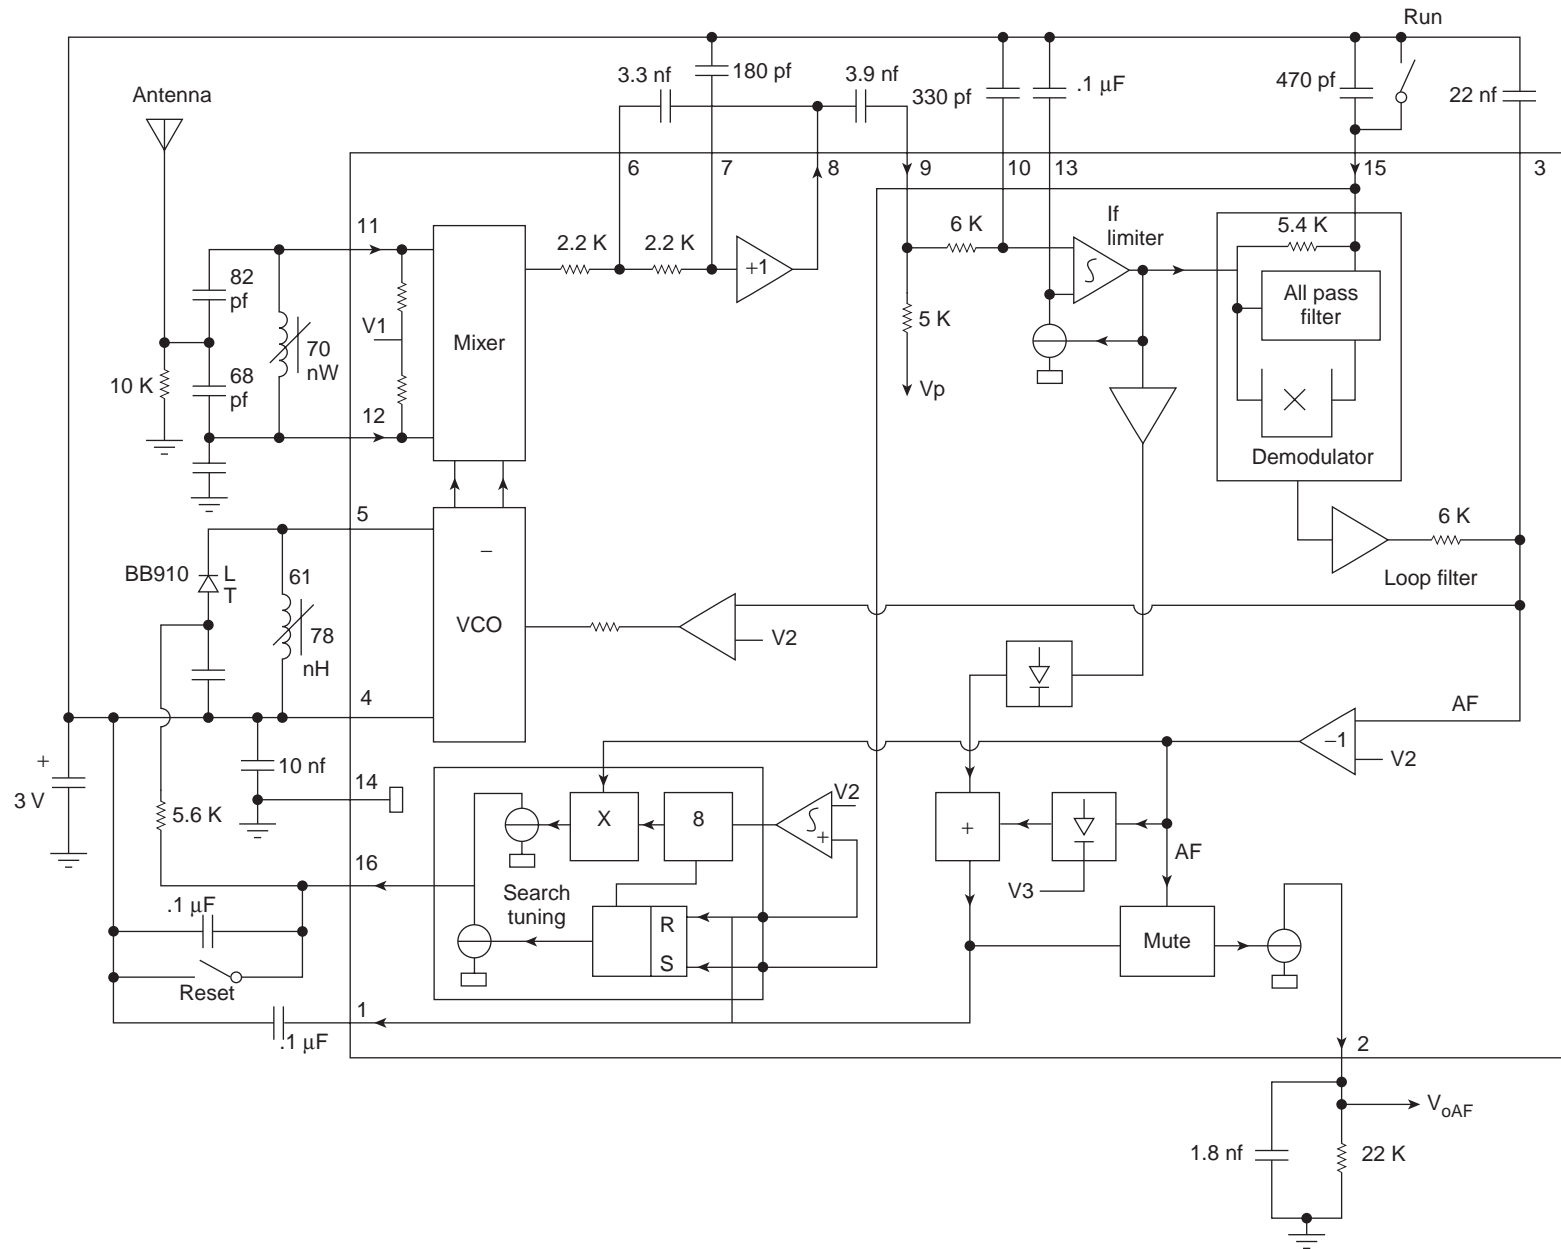 Run
3.3 nf
180 pf
3.9 nf
330 pf
.1 μF
470 pf
22 nf
Antenna
6
7
8
9
10
13
15
3
11
2.2 K
2.2 K
+1
6 K
If
limiter
5.4 K
82
pf
V1
Mixer
5 K
All pass
filter
70
nW
10 K
68
pf
Vp
12
Demodulator
5
–
6 K
Loop filter
BB910
L
T
61
VCO
78
nH
V2
4
AF
–1
V2
+
3 V
10 nf
14
5.6 K
X
8
V2
+
+
AF
V3
16
Search
tuning
.1 μF
R
S
Mute
Reset
1
.1 μF
2
VoAF
1.8 nf
22 K